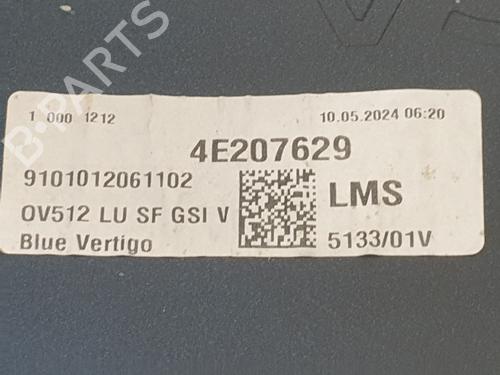 1 000 1212 10.05.2024 06:20
4E207629
9101012061102
OV512 LU SF GSI V
Blue Vertigo
LMS
5133/01V
B-PARTS